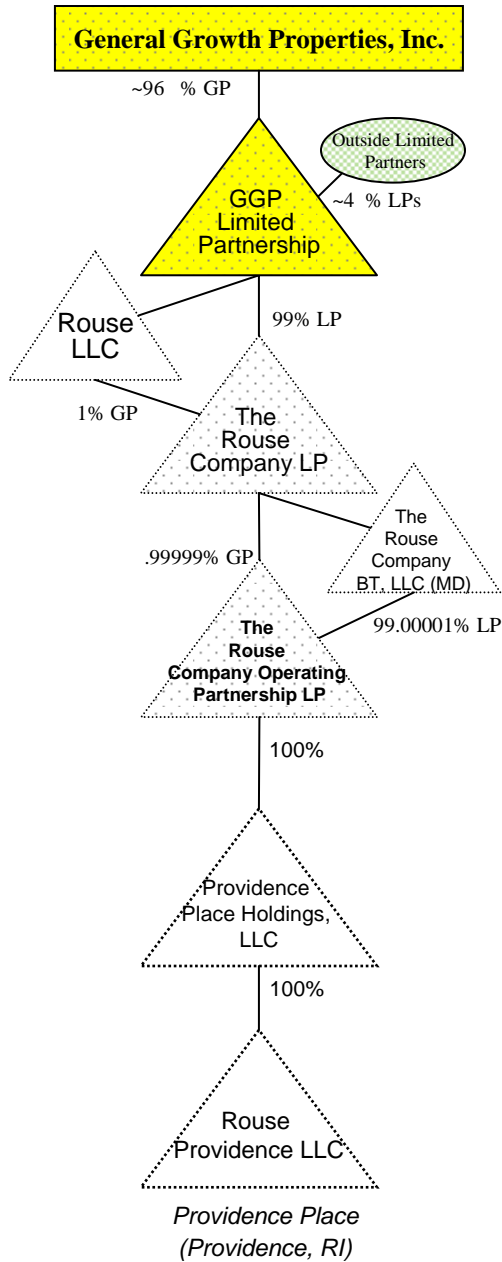 General Growth Properties, Inc.
~96 % GP
Outside Limited
Partners
~4 % LPs
GGP
Limited
Partnership
Rouse
LLC
99% LP
1% GP
The
Rouse
Company LP
.99999% GP
The
Rouse
Company
BT, LLC (MD)
99.00001% LP
The
Rouse
Company Operating
Partnership LP
100%
Providence
Place Holdings,
LLC
100%
Rouse
Providence LLC
Providence Place
(Providence, RI)